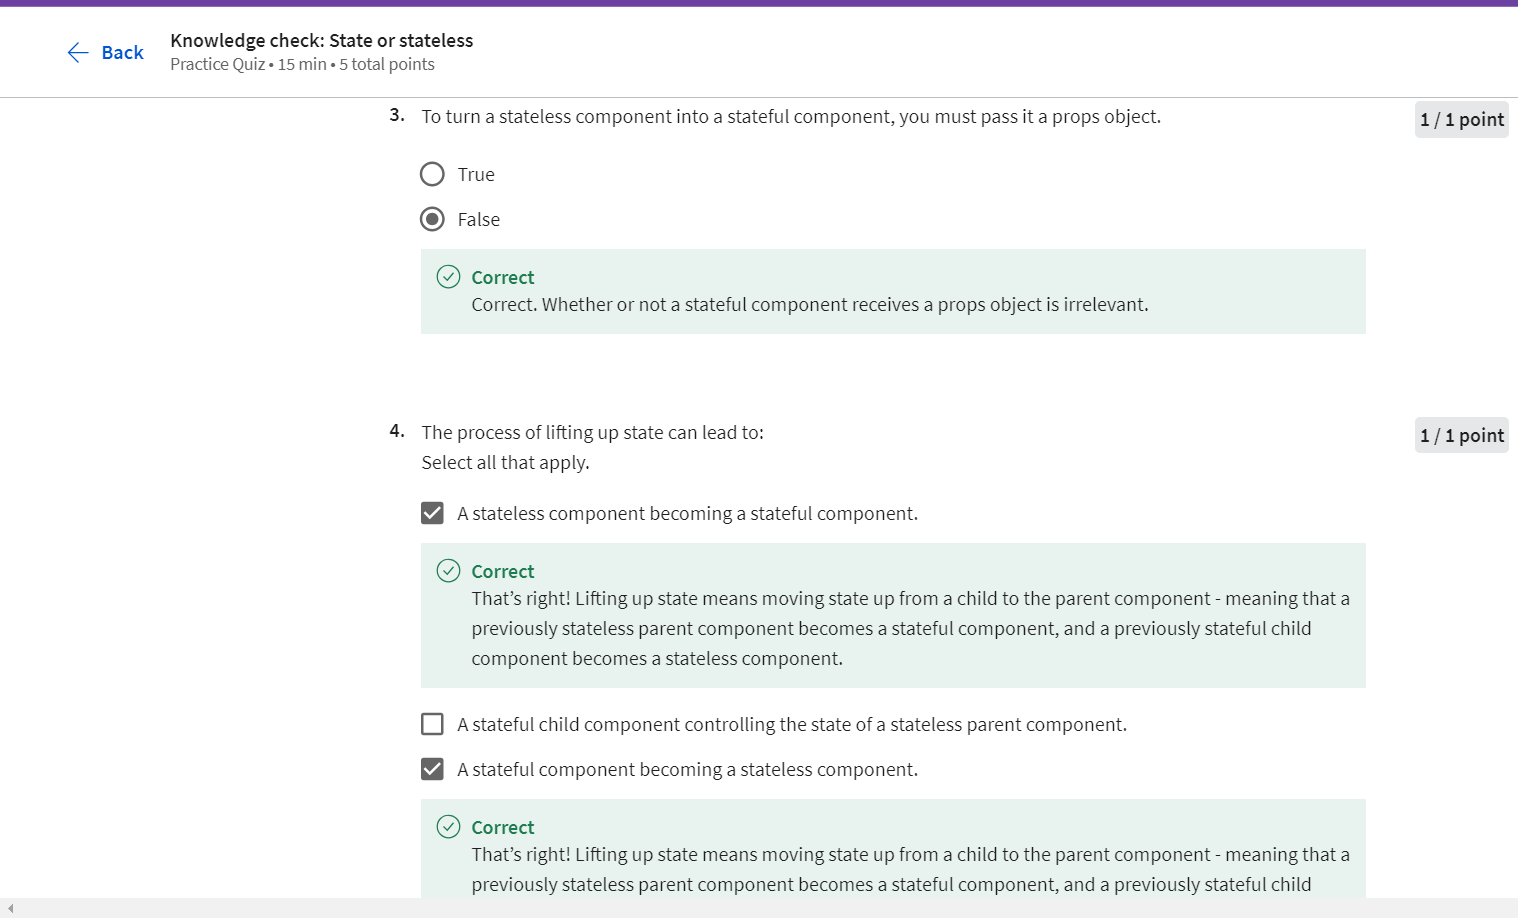 Back
Knowledge check: State or stateless
Practice Quiz • 15 min • 5 total points
3. To turn a stateless component into a stateful component, you must pass it a props object.
1 / 1 point
True
False
Correct
Correct. Whether or not a stateful component receives a props object is irrelevant.
4. The process of lifting up state can lead to:
1 / 1 point
Select all that apply.
A stateless component becoming a stateful component.
Correct
That’s right! Lifting up state means moving state up from a child to the parent component - meaning that a
previously stateless parent component becomes a stateful component, and a previously stateful child
component becomes a stateless component.
A stateful child component controlling the state of a stateless parent component.
A stateful component becoming a stateless component.
Correct
That’s right! Lifting up state means moving state up from a child to the parent component - meaning that a
previously stateless parent component becomes a stateful component, and a previously stateful child